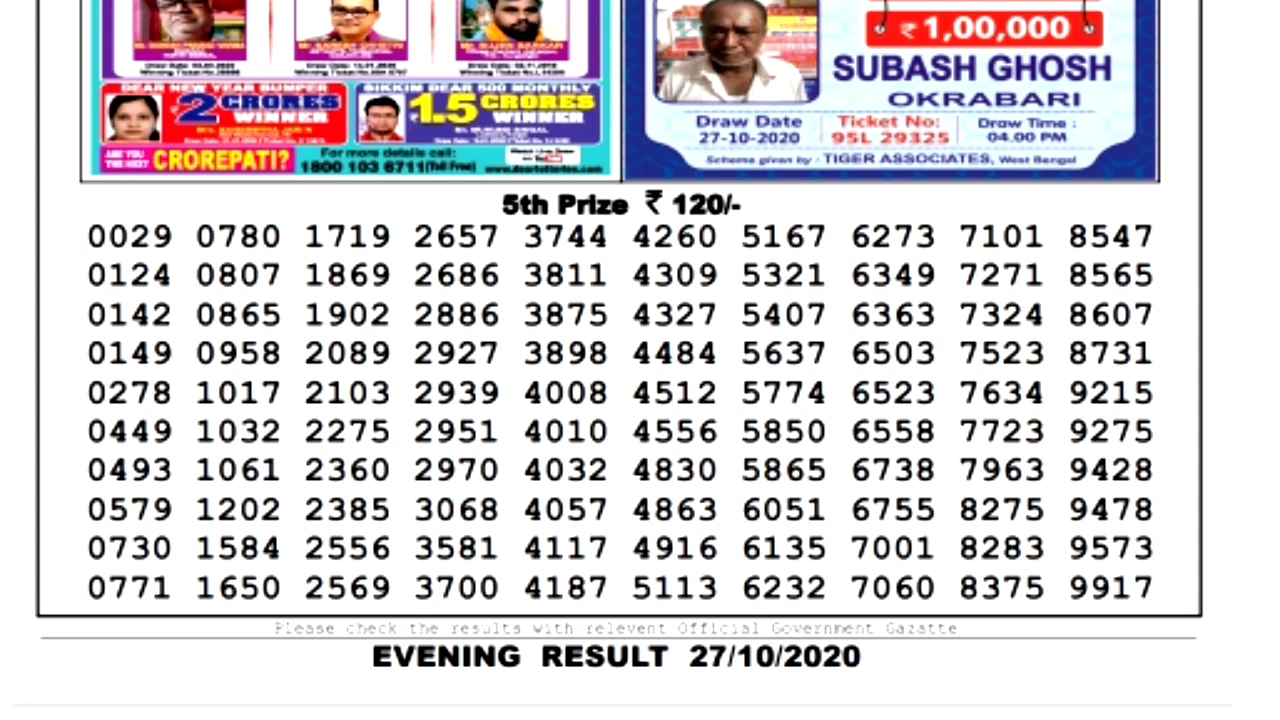 DEAR NEW YEAR BUMPER
₹2 CRORES
WINNER
SIKKIM DEAR 500 MONTHLY
₹1.5 CRORES
WINNER
ARE YOU
THE NEXT
CROREPATI?
For more details call:
1800 103 6711(Toll Free)
www.dearlotteries.com
₹ 1,00,000
SUBASH GHOSH
OKRABARI
Draw Date
27-10-2020
Ticket No:
95L 29325
Draw Time :
04.00 PM
Scheme given by : TIGER ASSOCIATES, West Bengal
5th Prize ₹ 120/-
0029 0780 1719 2657 3744 4260 5167 6273 7101 8547
0124 0807 1869 2686 3811 4309 5321 6349 7271 8565
0142 0865 1902 2886 3875 4327 5407 6363 7324 8607
0149 0958 2089 2927 3898 4484 5637 6503 7523 8731
0278 1017 2103 2939 4008 4512 5774 6523 7634 9215
0449 1032 2275 2951 4010 4556 5850 6558 7723 9275
0493 1061 2360 2970 4032 4830 5865 6738 7963 9428
0579 1202 2385 3068 4057 4863 6051 6755 8275 9478
0730 1584 2556 3581 4117 4916 6135 7001 8283 9573
0771 1650 2569 3700 4187 5113 6232 7060 8375 9917
Please check the results with relevent Official Government Gazatte
EVENING RESULT 27/10/2020